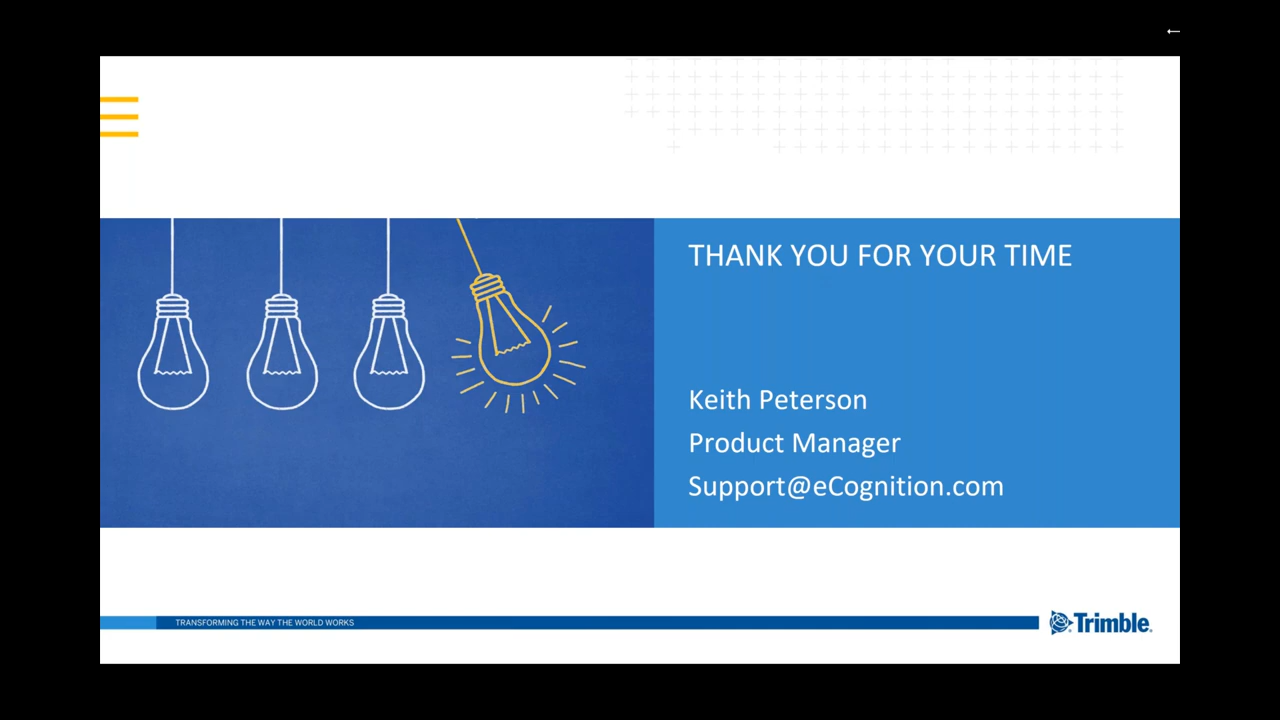 THANK YOU FOR YOUR TIME
Keith Peterson
Product Manager
Support@eCognition.com
TRANSFORMING THE WAY THE WORLD WORKS
Trimble